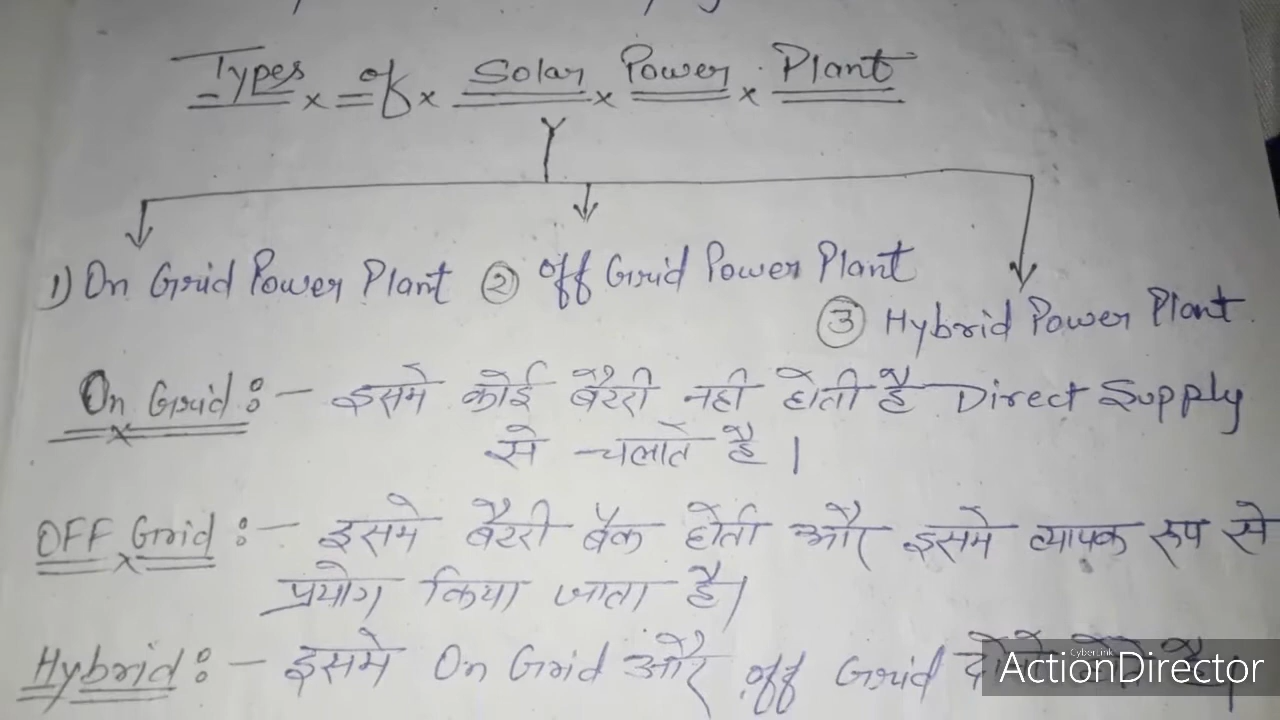 Types of Solar Power Plant
1) On Grid Power Plant ② Off Grid Power Plant
③ Hybrid Power Plant
On Grid :- इसमे कोई बैटरी नही होती है Direct Supply
से चलाते है।
OFF Grid :- इसमे बैटरी बैंक होती और इसमे व्यापक रूप से
प्रयोग किया जाता है।
Hybrid :- इसमे On Grid और Off Grid
CyberLink
ActionDirector